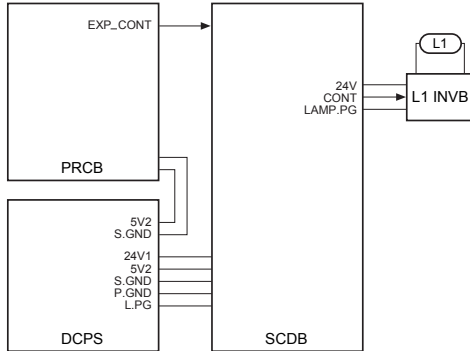 EXP_CONT
PRCB
L1
24V
CONT
LAMP.PG
L1 INVB
5V2
S.GND
24V1
5V2
S.GND
P.GND
L.PG
DCPS
SCDB